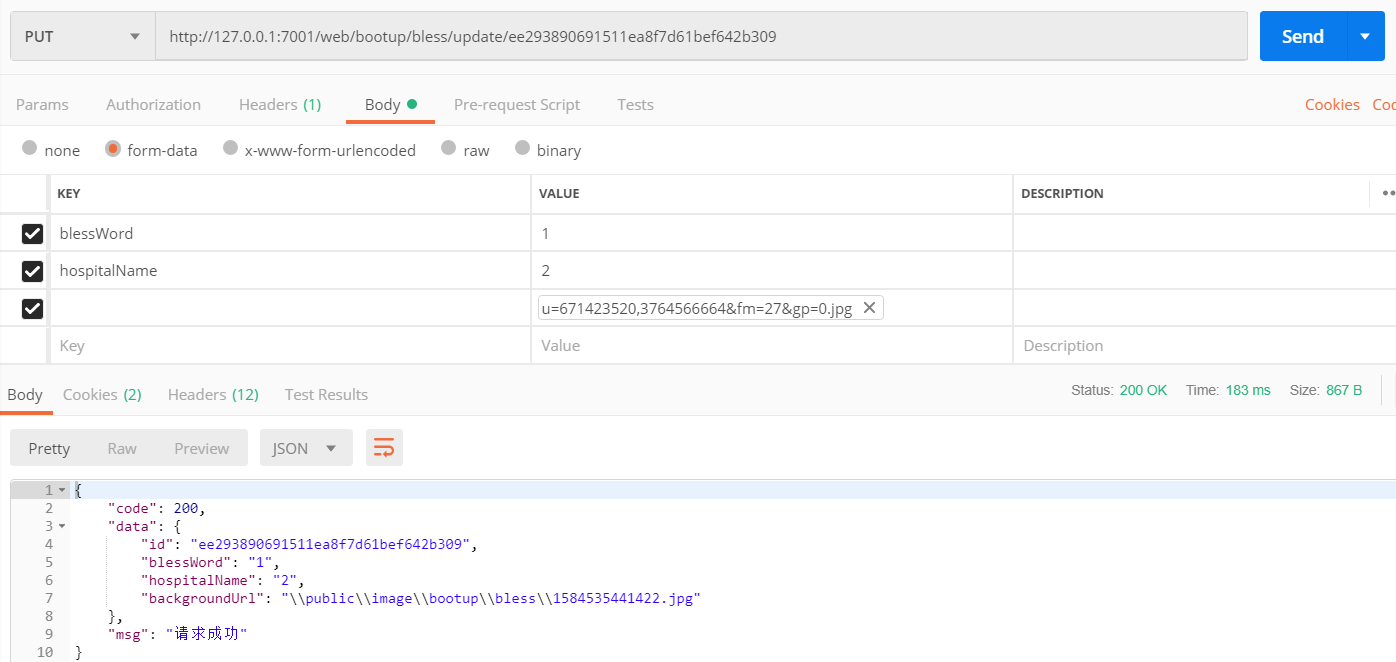 PUT http://127.0.0.1:7001/web/bootup/bless/update/ee293890691511ea8f7d61bef642b309 Send
Params Authorization Headers (1) Body Pre-request Script Tests Cookies Coc
none form-data x-www-form-urlencoded raw binary
KEY VALUE DESCRIPTION
blessWord 1
hospitalName 2
u=671423520,3764566664&fm=27&gp=0.jpg
Key Value Description
Body Cookies (2) Headers (12) Test Results Status: 200 OK Time: 183 ms Size: 867 B
Pretty Raw Preview JSON
1 {
2 "code": 200,
3 "data": {
4 "id": "ee293890691511ea8f7d61bef642b309",
5 "blessWord": "1",
6 "hospitalName": "2",
7 "backgroundUrl": "\\public\\image\\bootup\\bless\\1584535441422.jpg"
8 },
9 "msg": "请求成功"
10 }